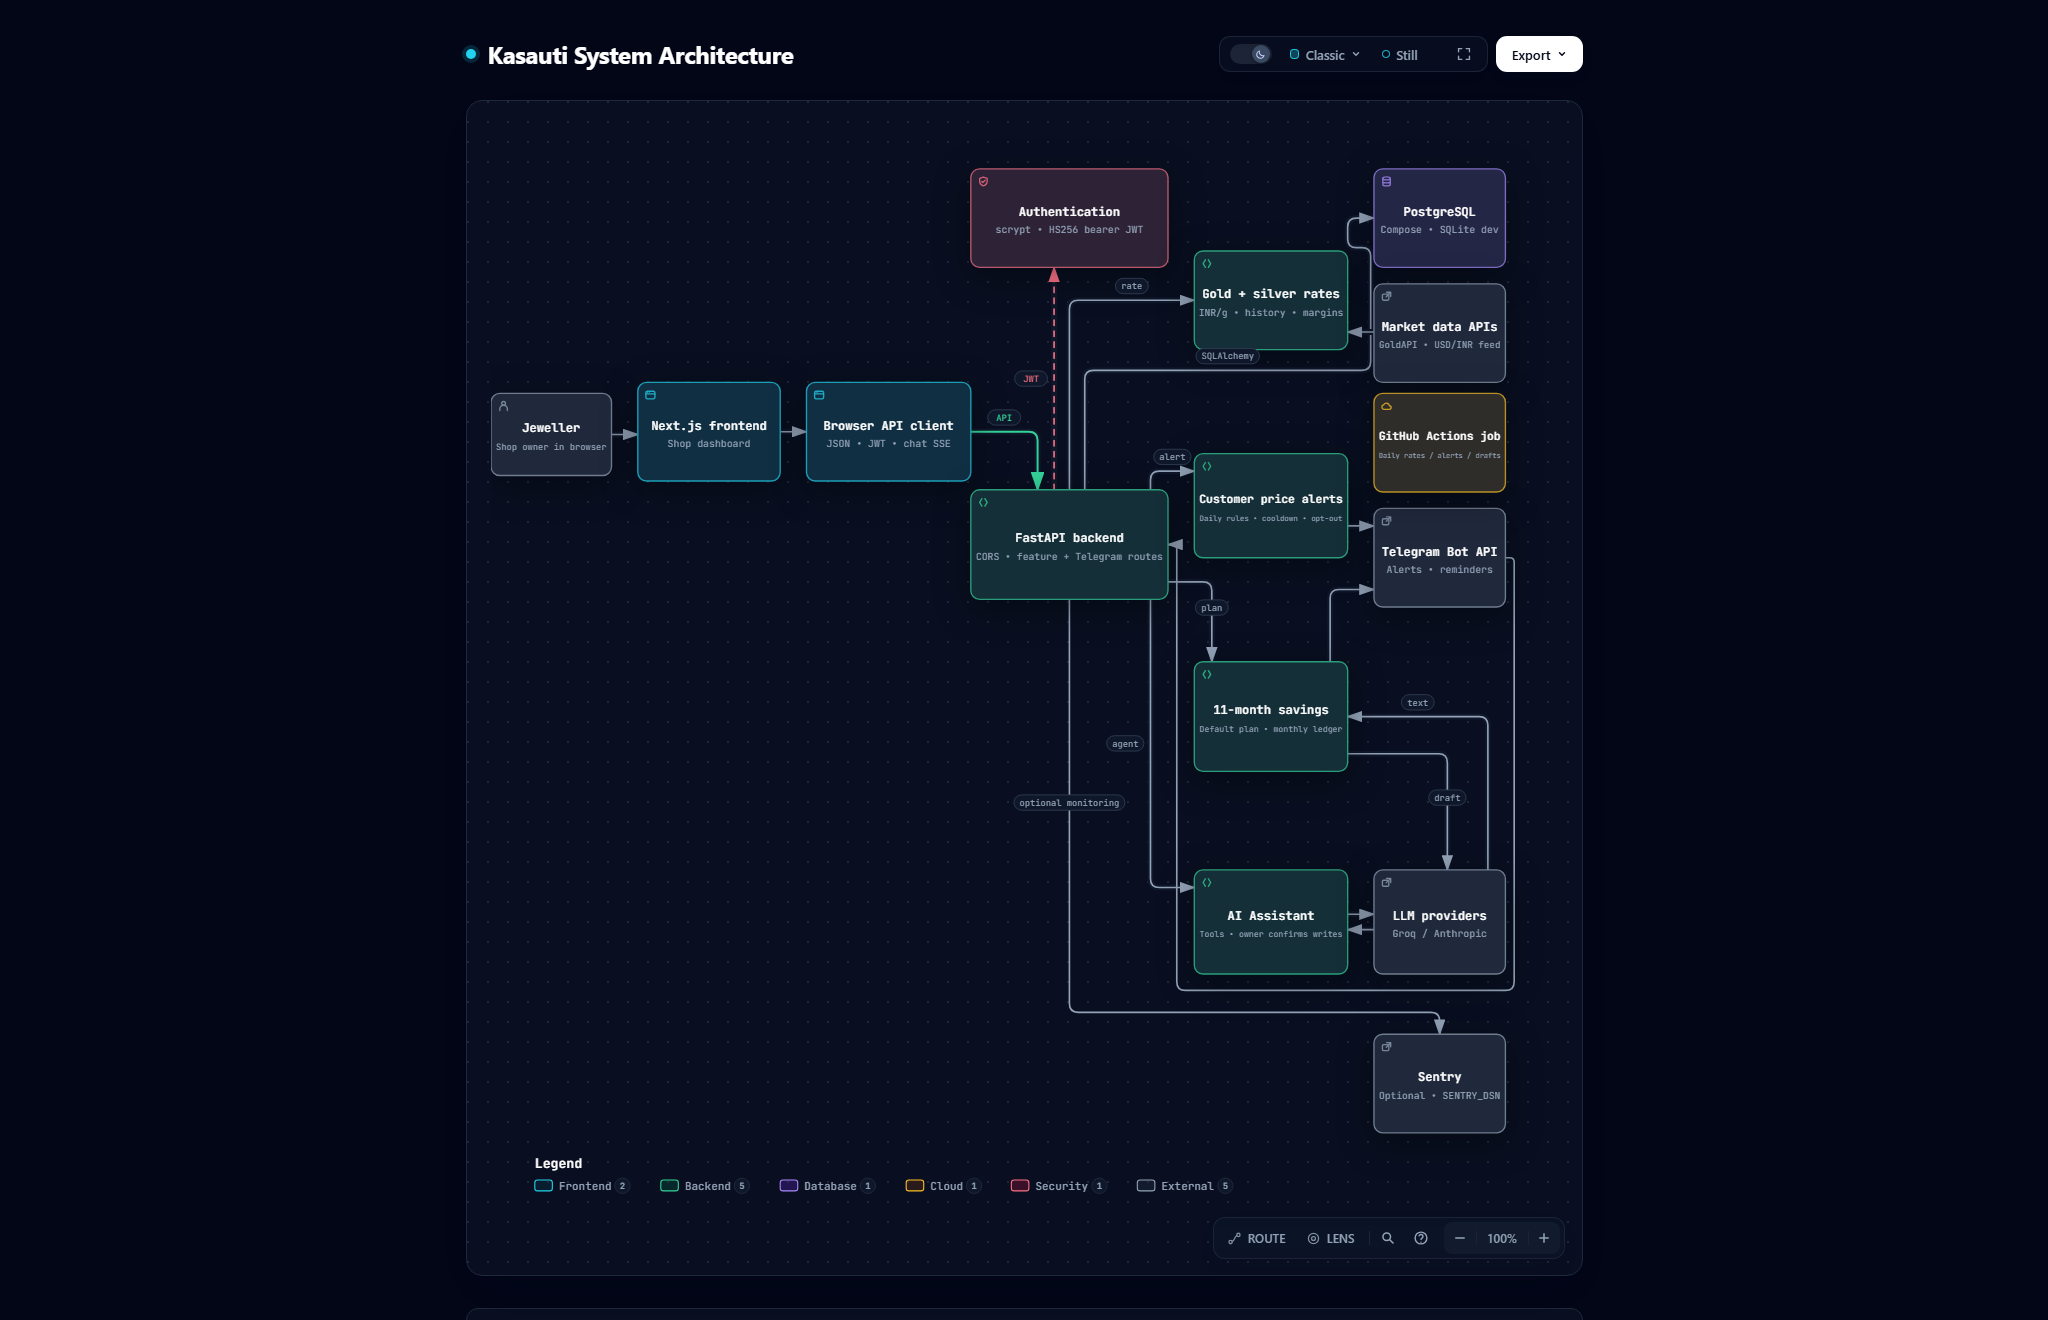 Kasauti System Architecture
Classic
Still
Export
Authentication
scrypt • HS256 bearer JWT
PostgreSQL
Compose • SQLite dev
rate
Gold + silver rates
INR/g • history • margins
Market data APIs
GoldAPI • USD/INR feed
SQLAlchemy
JWT
Jeweller
Shop owner in browser
Next.js frontend
Shop dashboard
Browser API client
JSON • JWT • chat SSE
API
GitHub Actions job
Daily rates / alerts / drafts
alert
Customer price alerts
Daily rules • cooldown • opt-out
FastAPI backend
CORS • feature + Telegram routes
Telegram Bot API
Alerts • reminders
plan
11-month savings
Default plan • monthly ledger
text
agent
draft
optional monitoring
AI Assistant
Tools • owner confirms writes
LLM providers
Groq / Anthropic
Sentry
Optional • SENTRY_DSN
Legend
Frontend 2
Backend 5
Database 1
Cloud 1
Security 1
External 5
ROUTE
LENS
100%